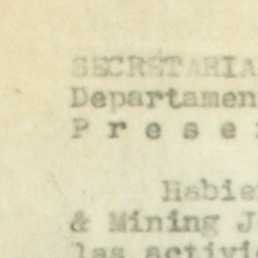 SECRETARIA
Departamen
P r e s e
Habie
& Mining J
las activi